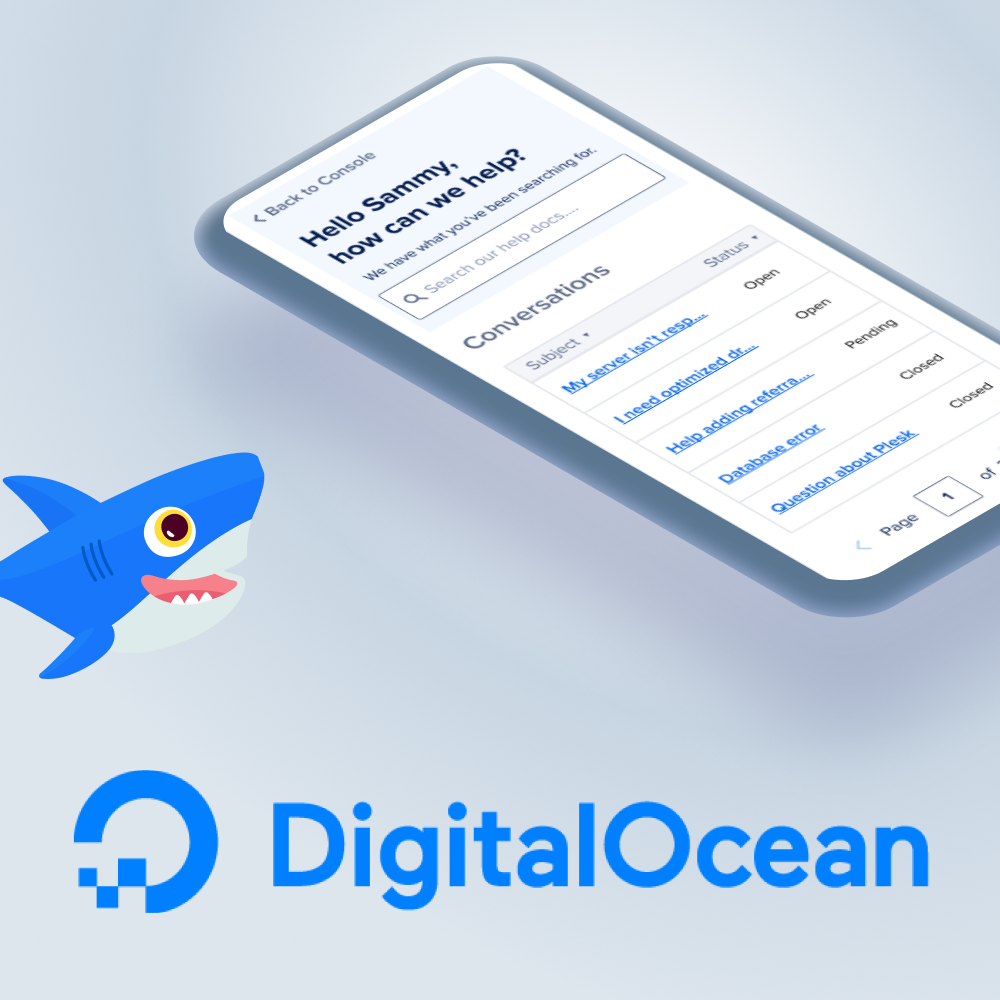 Back to Console
Hello Sammy,
how can we help?
We have what you've been searching for.
Search our help docs....
Conversations
Subject Status
My server isn't resp... Open
I need optimized dr... Open
Help adding referra... Pending
Database error Closed
Question about Plesk Closed
Page 1 of
DigitalOcean